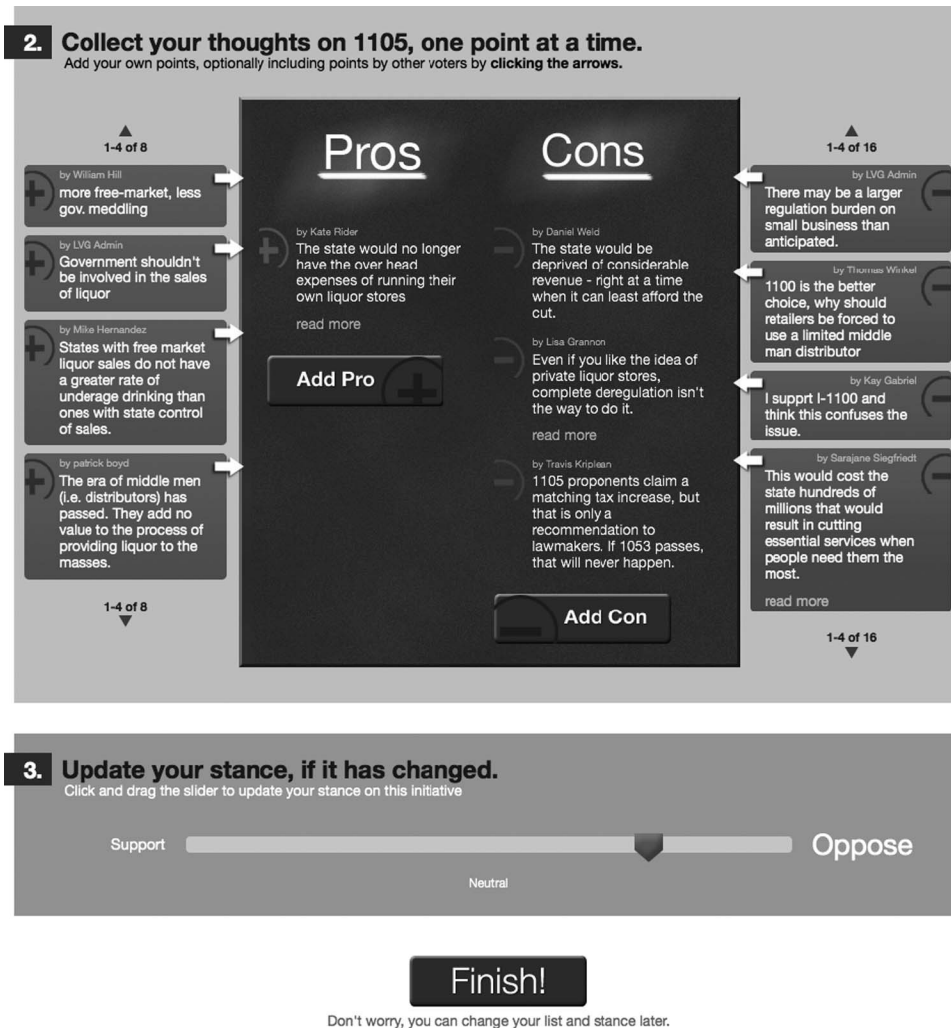 2. Collect your thoughts on 1105, one point at a time.
Add your own points, optionally including points by other voters by clicking the arrows.
1-4 of 8
by Wiliam Hill
more free-market, less
gov. meddling
by LVG Admin
Government shouldn't
be involved in the sales
of liquor
by Mike Hernandez
States with free market
liquor sales do not have
a greater rate of
underage drinking than
ones with state control
of sales.
by patrick boyd
The era of middle men
(i.e. distributors) has
passed. They add no
value to the process of
providing liquor to the
masses.
1-4 of 8
Pros
by Kate Rider
The state would no longer
have the over head
expenses of running their
own liquor stores
read more
Add Pro
Cons
by Daniel Weld
The state would be
deprived of considerable
revenue - right at a time
when it can least afford the
cut.
by Lisa Grannon
Even if you like the idea of
private liquor stores,
complete deregulation isn't
the way to do it.
read more
by Travis Kriplean
1105 proponents claim a
matching tax increase, but
that is only a
recommendation to
lawmakers. If 1053 passes,
that will never happen.
Add Con
1-4 of 16
by LVG Admin
There may be a larger
regulation burden on
small business than
anticipated.
by Thomas Winkel
1100 is the better
choice, why should
retailers be forced to
use a limited middle
man distributor
by Kay Gabriel
I supprt I-1100 and
think this confuses the
issue.
by Sarajane Siegfriedt
This would cost the
state hundreds of
millions that would
result in cutting
essential services when
people need them the
most.
read more
1-4 of 16
3. Update your stance, if it has changed.
Click and drag the slider to update your stance on this initiative
Support
Oppose
Neutral
Finish!
Don't worry, you can change your list and stance later.